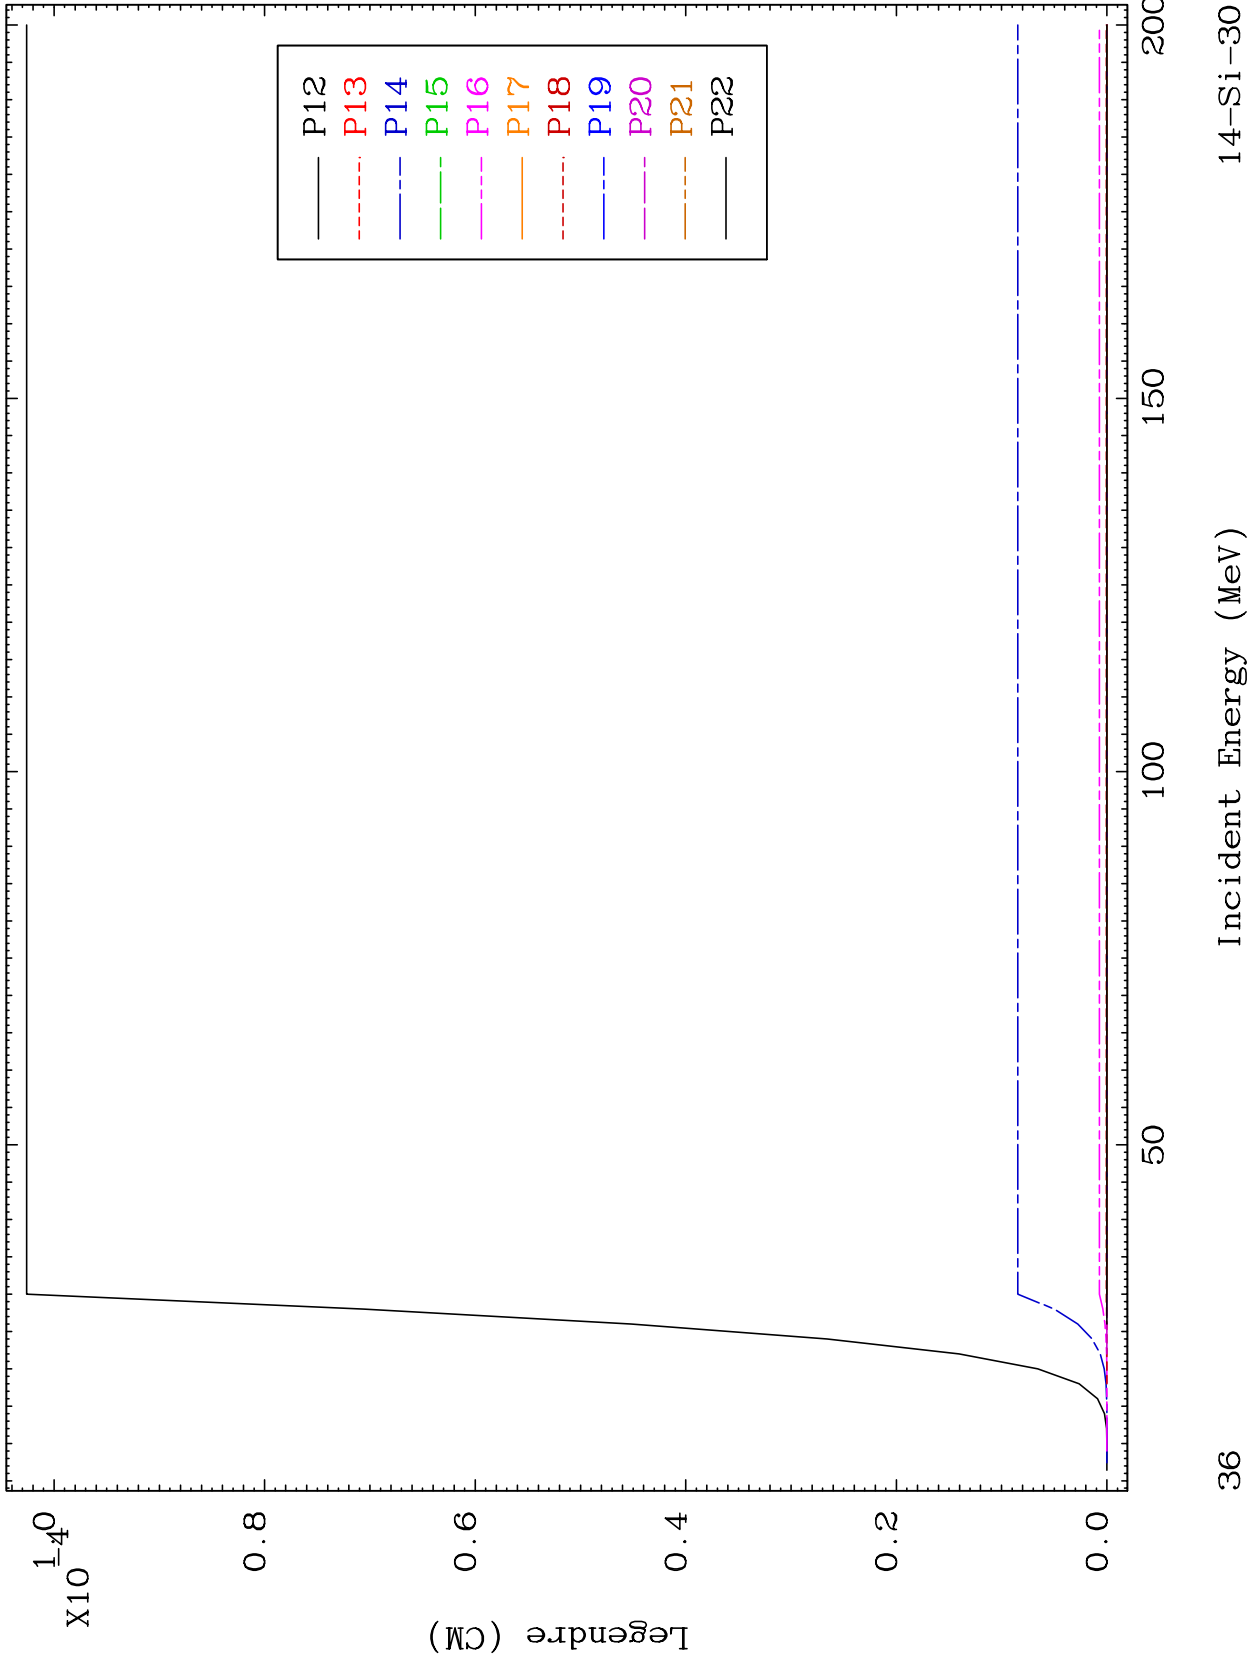 X10
-4
1.0
0.8
0.6
0.4
0.2
0.0
Legendre (CM)
P12
P13
P14
P15
P16
P17
P18
P19
P20
P21
P22
50
100
150
200
36
Incident Energy (MeV)
14-Si-30